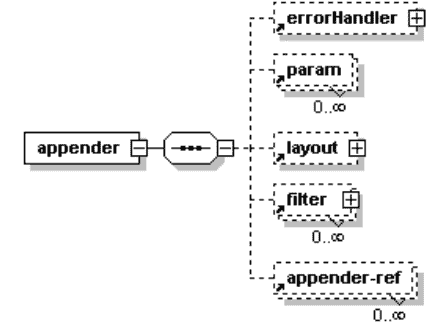 errorHandler
param
0..∞
appender
layout
filter
0..∞
appender-ref
0..∞